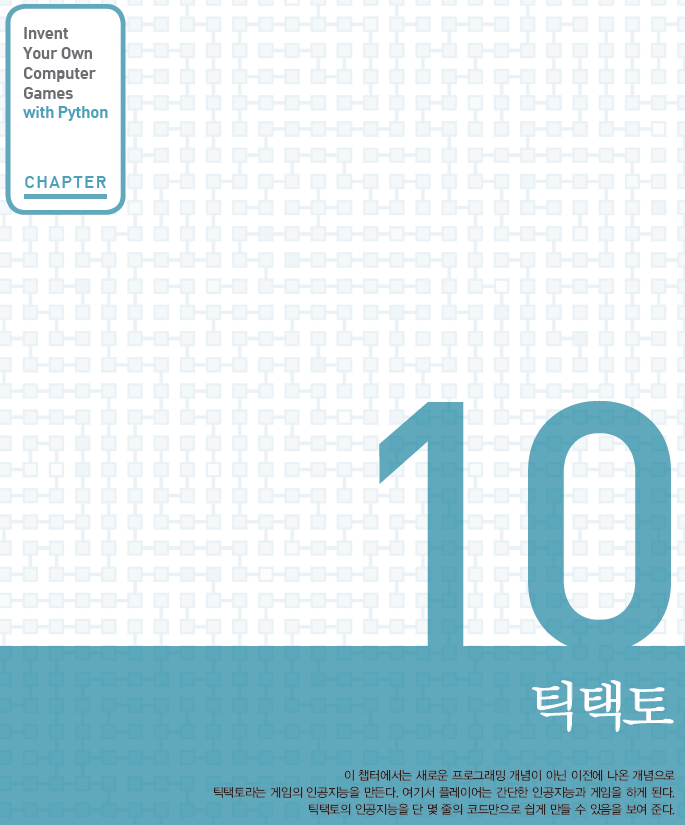 Invent
Your Own
Computer
Games
with Python
CHAPTER
10
틱택토
이 챕터에서는 새로운 프로그래밍 개념이 아닌 이전에 나온 개념으로
틱택토라는 게임의 인공지능을 만든다. 여기서 플레이어는 간단한 인공지능과 게임을 하게 된다.
틱택토의 인공지능을 단 몇 줄의 코드만으로 쉽게 만들 수 있음을 보여 준다.